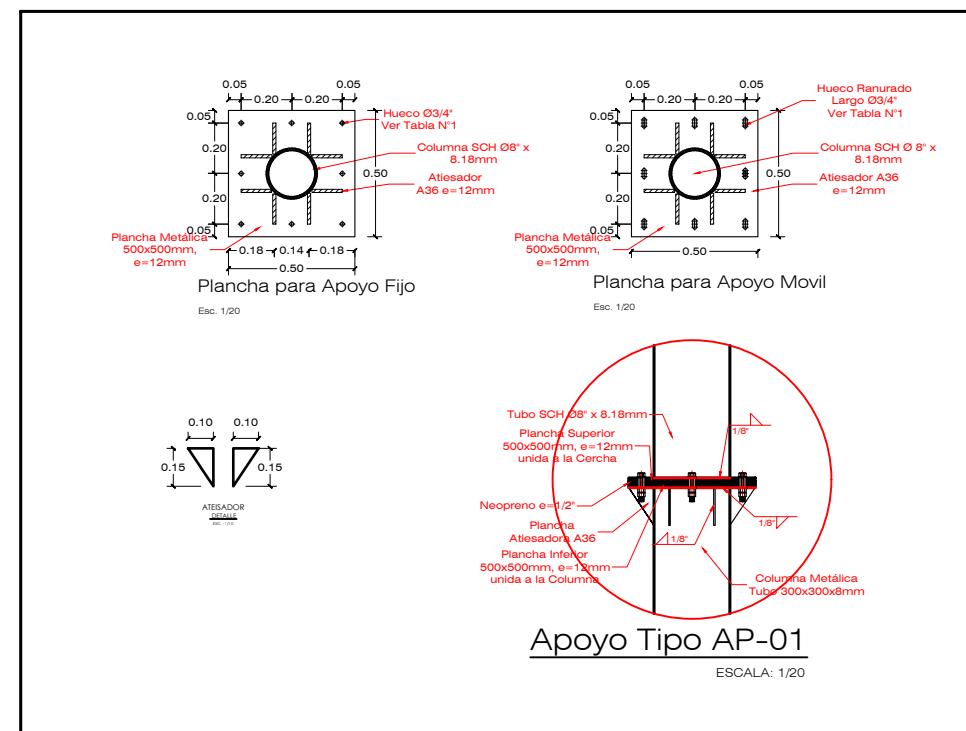 0.05
0.20
0.20
0.05
0.05
0.20
0.20
0.05
0.50
Hueco Ø3/4"
Ver Tabla N°1
Columna SCH Ø8" x
8.18mm
Atiesador
A36 e=12mm
Plancha Metálica
500x500mm,
e=12mm
0.18
0.14
0.18
0.50
Plancha para Apoyo Fijo
Esc. 1/20
0.05
0.20
0.20
0.05
0.05
0.20
0.20
0.05
0.50
Hueco Ranurado
Largo Ø3/4"
Ver Tabla N°1
Columna SCH Ø 8" x
8.18mm
Atiesador A36
e=12mm
Plancha Metálica
500x500mm,
e=12mm
0.50
Plancha para Apoyo Movil
Esc. 1/20
0.10
0.10
0.15
0.15
ATEISADOR
DETALLE
Tubo SCH Ø8" x 8.18mm
Plancha Superior
500x500mm, e=12mm
unida a la Cercha
Neopreno e=1/2"
Plancha
Atiesadora A36
Plancha Inferior
500x500mm, e=12mm
unida a la Columna
1/8"
1/8"
1/8"
Columna Metálica
Tubo 300x300x8mm
Apoyo Tipo AP-01
ESCALA: 1/20